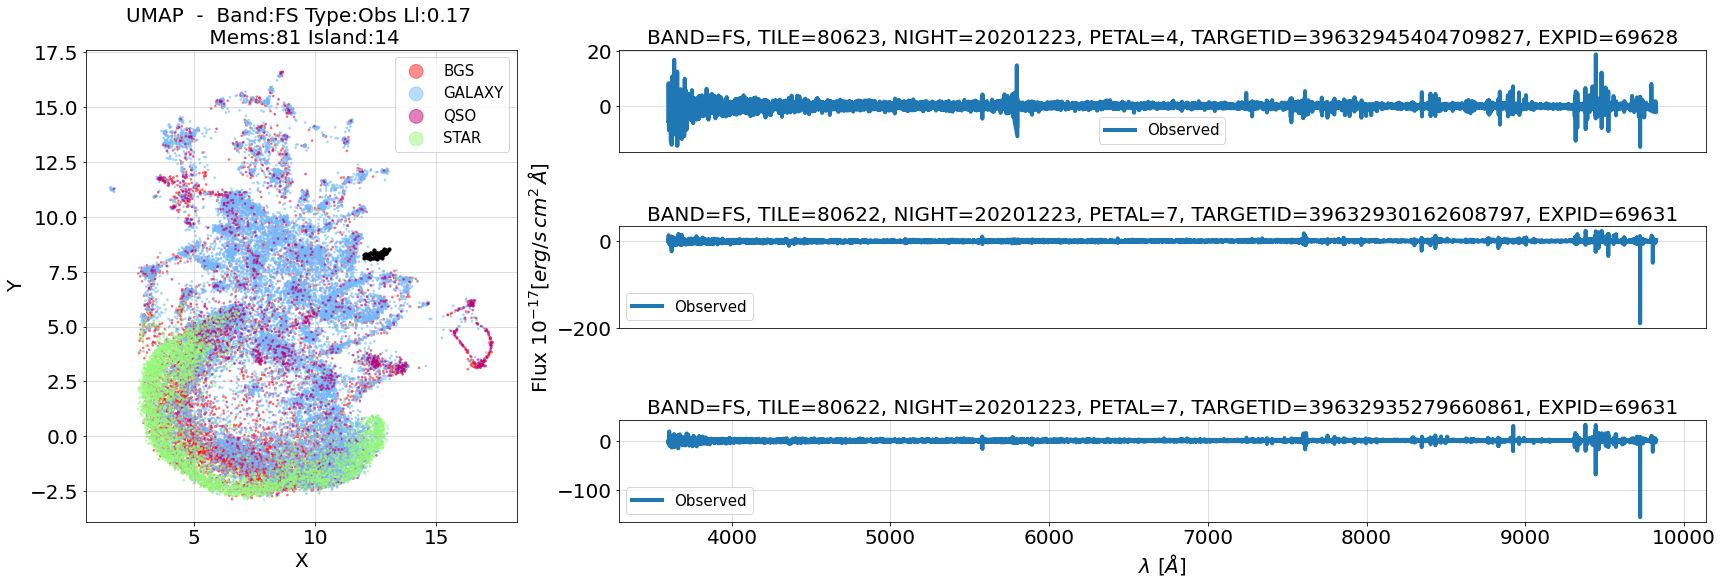 UMAP  -  Band:FS Type:Obs Ll:0.17
Mems:81 Island:14
17.5
15.0
12.5
10.0
7.5
5.0
2.5
0.0
−2.5
Y
5
10
15
X
BGS
GALAXY
QSO
STAR
Flux 10⁻¹⁷[erg/s cm² Å]
BAND=FS, TILE=80623, NIGHT=20201223, PETAL=4, TARGETID=39632945404709827, EXPID=69628
20
0
Observed
BAND=FS, TILE=80622, NIGHT=20201223, PETAL=7, TARGETID=39632930162608797, EXPID=69631
0
−200
Observed
BAND=FS, TILE=80622, NIGHT=20201223, PETAL=7, TARGETID=39632935279660861, EXPID=69631
0
−100
Observed
4000
5000
6000
7000
8000
9000
10000
λ [Å]